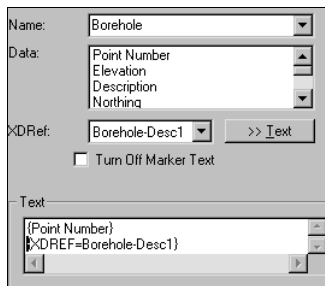 Name: Borehole
Data: Point Number
Elevation
Description
Northing
XDRef: Borehole-Desc1 >> Text
Turn Off Marker Text
Text
{Point Number}
{XDREF=Borehole-Desc1}